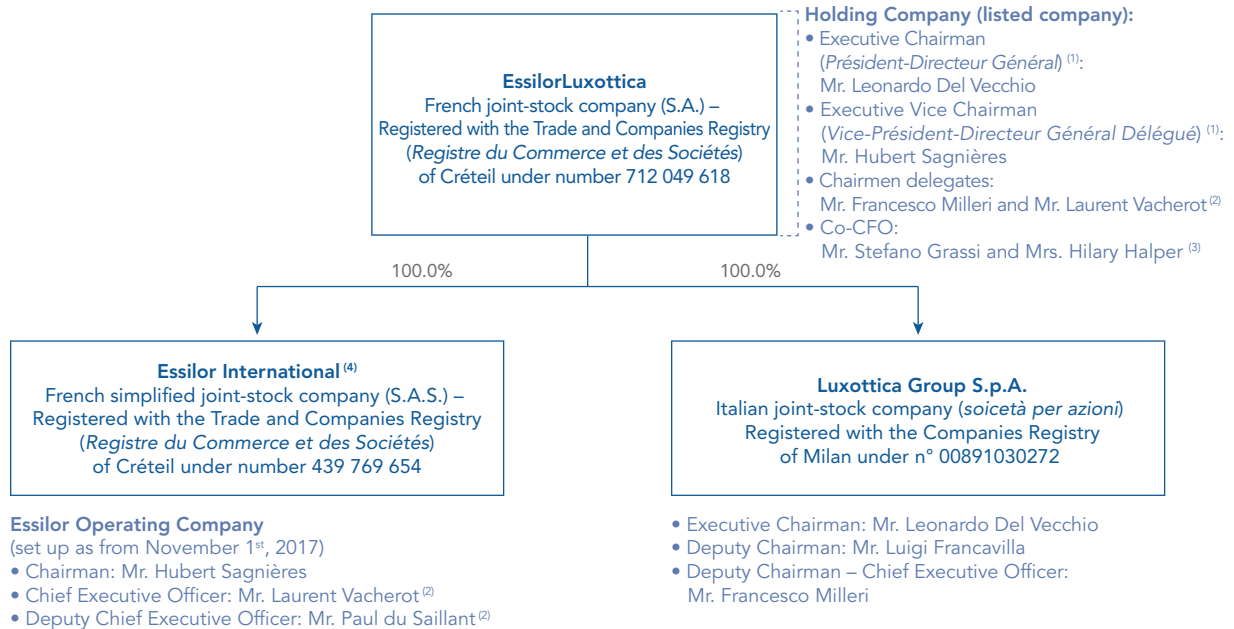 EssilorLuxottica
French joint-stock company (S.A.) –
Registered with the Trade and Companies Registry
(Registre du Commerce et des Sociétés)
of Créteil under number 712 049 618
Holding Company (listed company):
• Executive Chairman
(Président-Directeur Général) (1):
Mr. Leonardo Del Vecchio
• Executive Vice Chairman
(Vice-Président-Directeur Général Délégué) (1):
Mr. Hubert Sagnières
• Chairmen delegates:
Mr. Francesco Milleri and Mr. Laurent Vacherot (2)
• Co-CFO:
Mr. Stefano Grassi and Mrs. Hilary Halper (3)
100.0%
100.0%
Essilor International (4)
French simplified joint-stock company (S.A.S.) –
Registered with the Trade and Companies Registry
(Registre du Commerce et des Sociétés)
of Créteil under number 439 769 654
Luxottica Group S.p.A.
Italian joint-stock company (soicetà per azioni)
Registered with the Companies Registry
of Milan under n° 00891030272
Essilor Operating Company
(set up as from November 1st, 2017)
• Chairman: Mr. Hubert Sagnières
• Chief Executive Officer: Mr. Laurent Vacherot (2)
• Deputy Chief Executive Officer: Mr. Paul du Saillant (2)
• Executive Chairman: Mr. Leonardo Del Vecchio
• Deputy Chairman: Mr. Luigi Francavilla
• Deputy Chairman – Chief Executive Officer:
Mr. Francesco Milleri